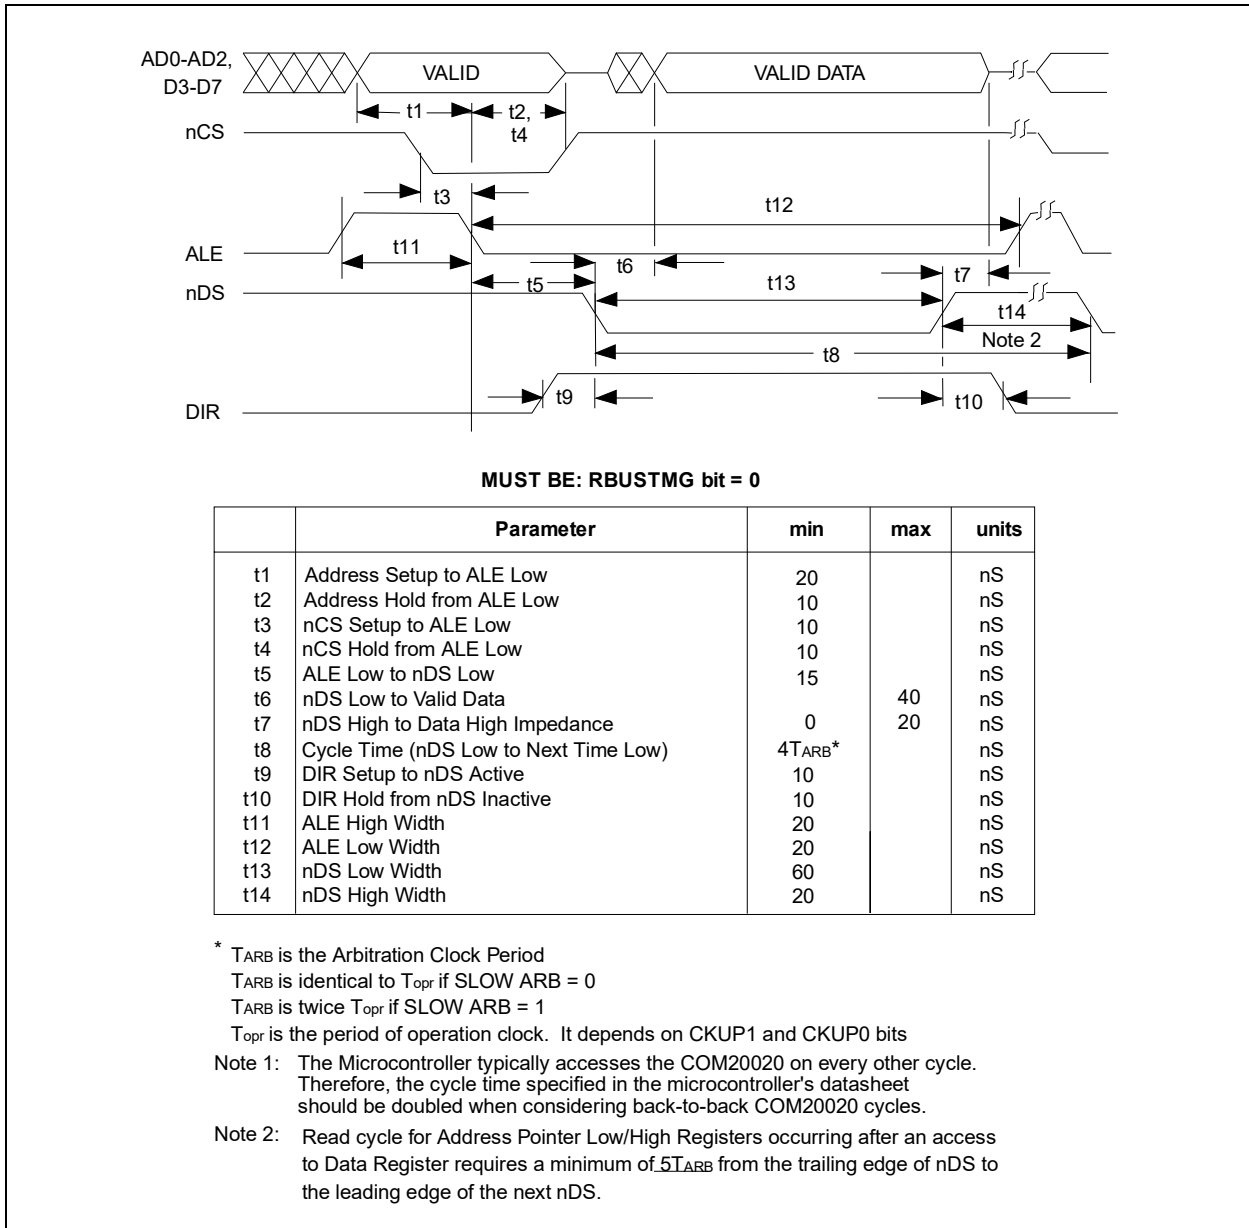 AD0-AD2,
D3-D7
VALID
VALID DATA
t1
t2,
t4
nCS
t3
t12
ALE
t11
t6
t7
nDS
t5
t13
t14
Note 2
t8
DIR
t9
t10
MUST BE: RBUSTMG bit = 0
Parameter min max units
t1 Address Setup to ALE Low 20 nS
t2 Address Hold from ALE Low 10 nS
t3 nCS Setup to ALE Low 10 nS
t4 nCS Hold from ALE Low 10 nS
t5 ALE Low to nDS Low 15 nS
t6 nDS Low to Valid Data 40 nS
t7 nDS High to Data High Impedance 0 20 nS
t8 Cycle Time (nDS Low to Next Time Low) 4TARB* nS
t9 DIR Setup to nDS Active 10 nS
t10 DIR Hold from nDS Inactive 10 nS
t11 ALE High Width 20 nS
t12 ALE Low Width 20 nS
t13 nDS Low Width 60 nS
t14 nDS High Width 20 nS
* TARB is the Arbitration Clock Period
TARB is identical to Topr if SLOW ARB = 0
TARB is twice Topr if SLOW ARB = 1
Topr is the period of operation clock. It depends on CKUP1 and CKUP0 bits
Note 1: The Microcontroller typically accesses the COM20020 on every other cycle.
Therefore, the cycle time specified in the microcontroller's datasheet
should be doubled when considering back-to-back COM20020 cycles.
Note 2: Read cycle for Address Pointer Low/High Registers occurring after an access
to Data Register requires a minimum of 5TARB from the trailing edge of nDS to
the leading edge of the next nDS.